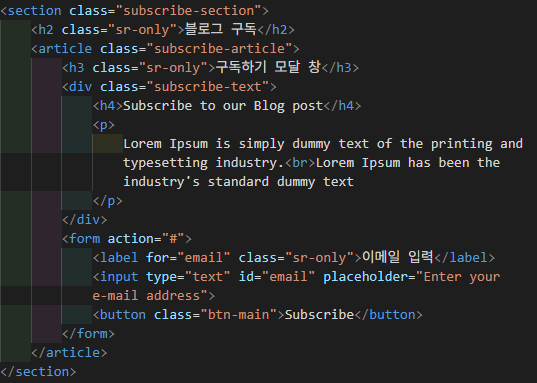 <section class="subscribe-section">
<h2 class="sr-only">블로그 구독</h2>
<article class="subscribe-article">
<h3 class="sr-only">구독하기 모달 창</h3>
<div class="subscribe-text">
<h4>Subscribe to our Blog post</h4>
<p>
Lorem Ipsum is simply dummy text of the printing and
typesetting industry.<br>Lorem Ipsum has been the
industry's standard dummy text
</p>
</div>
<form action="#">
<label for="email" class="sr-only">이메일 입력</label>
<input type="text" id="email" placeholder="Enter your
e-mail address">
<button class="btn-main">Subscribe</button>
</form>
</article>
</section>